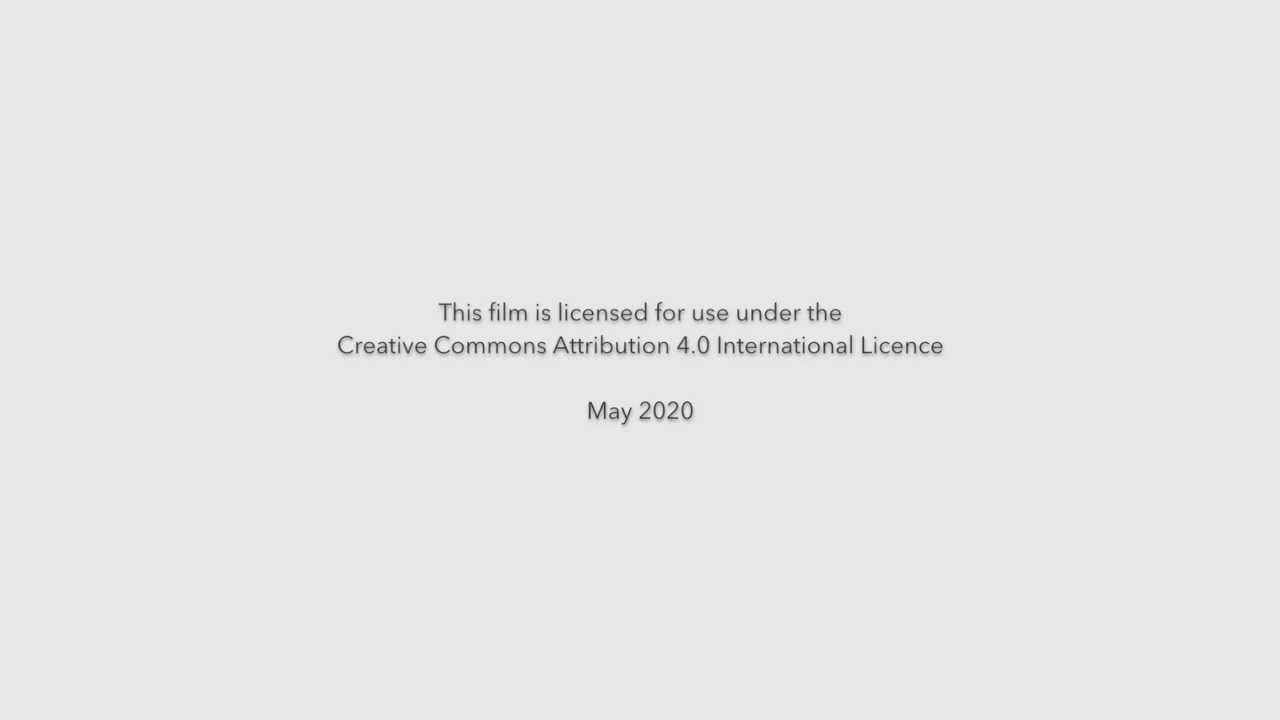 This film is licensed for use under the
Creative Commons Attribution 4.0 International Licence
May 2020